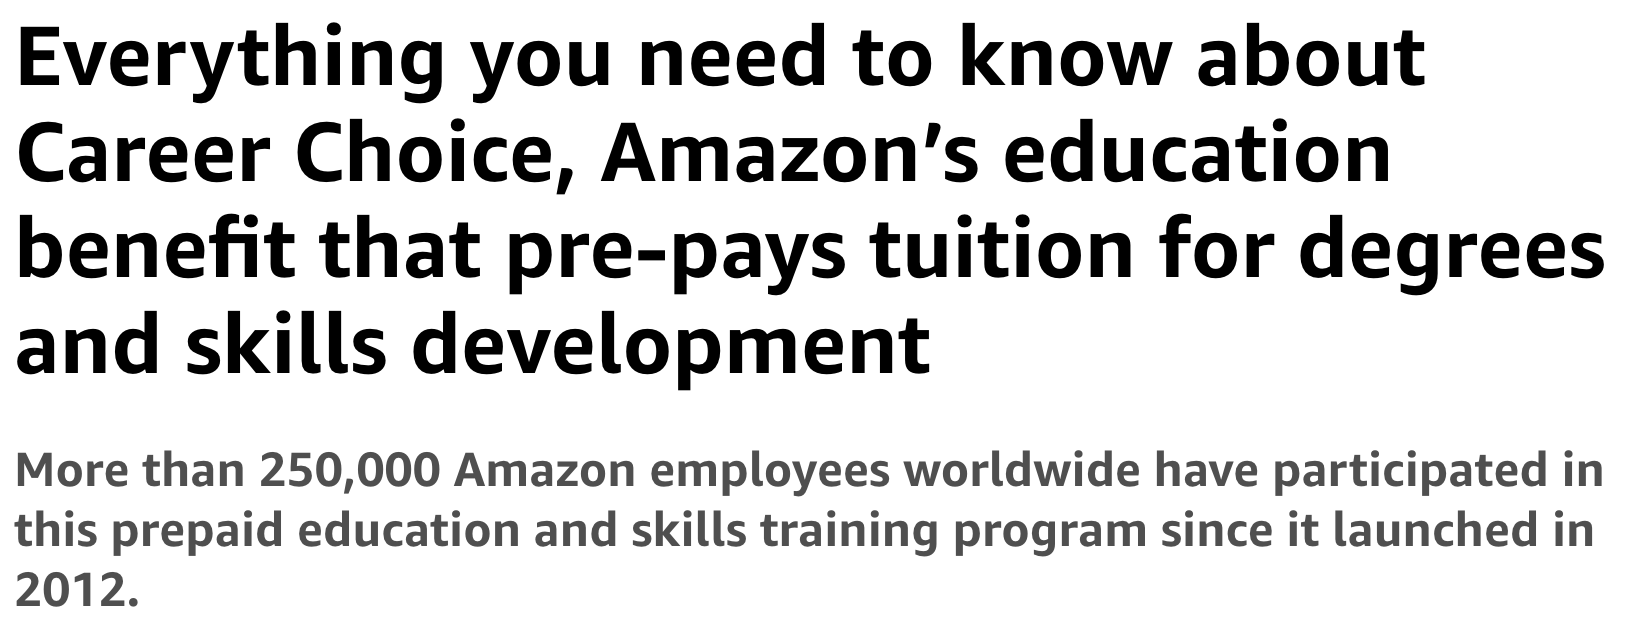 Everything you need to know about
Career Choice, Amazon’s education
benefit that pre-pays tuition for degrees
and skills development
More than 250,000 Amazon employees worldwide have participated in
this prepaid education and skills training program since it launched in
2012.